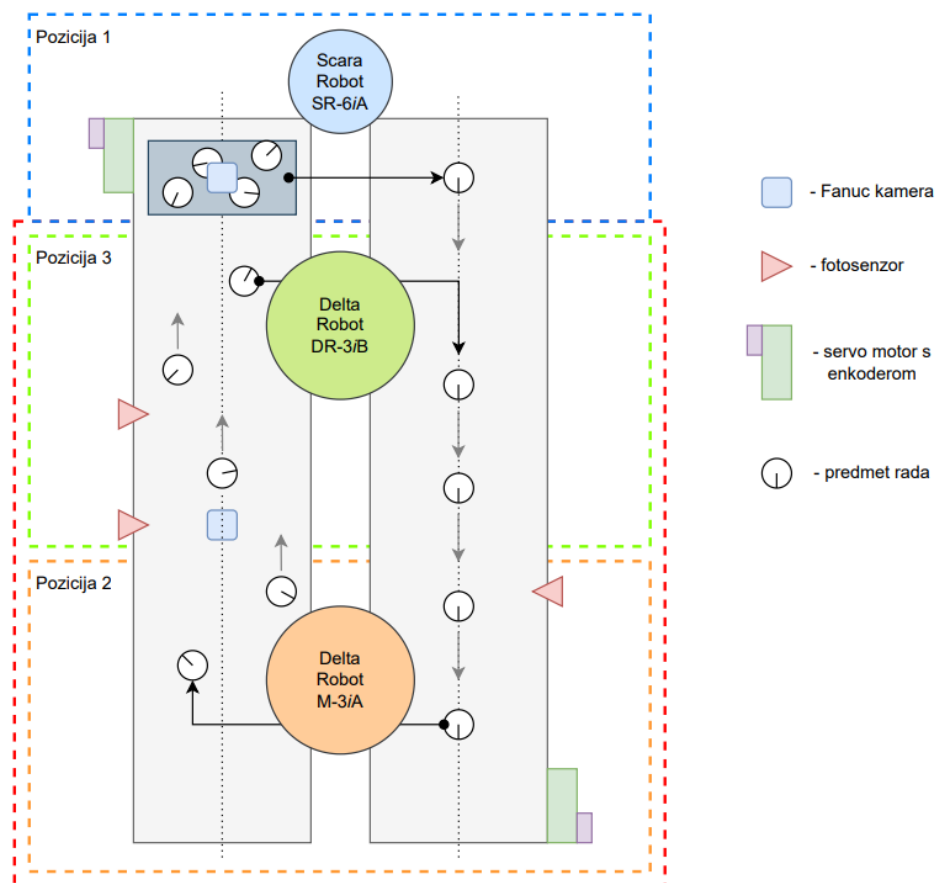 Pozicija 1
Scara
Robot
SR-6iA
Pozicija 3
Delta
Robot
DR-3iB
Pozicija 2
Delta
Robot
M-3iA
- Fanuc kamera
- fotosenzor
- servo motor s
enkoderom
- predmet rada